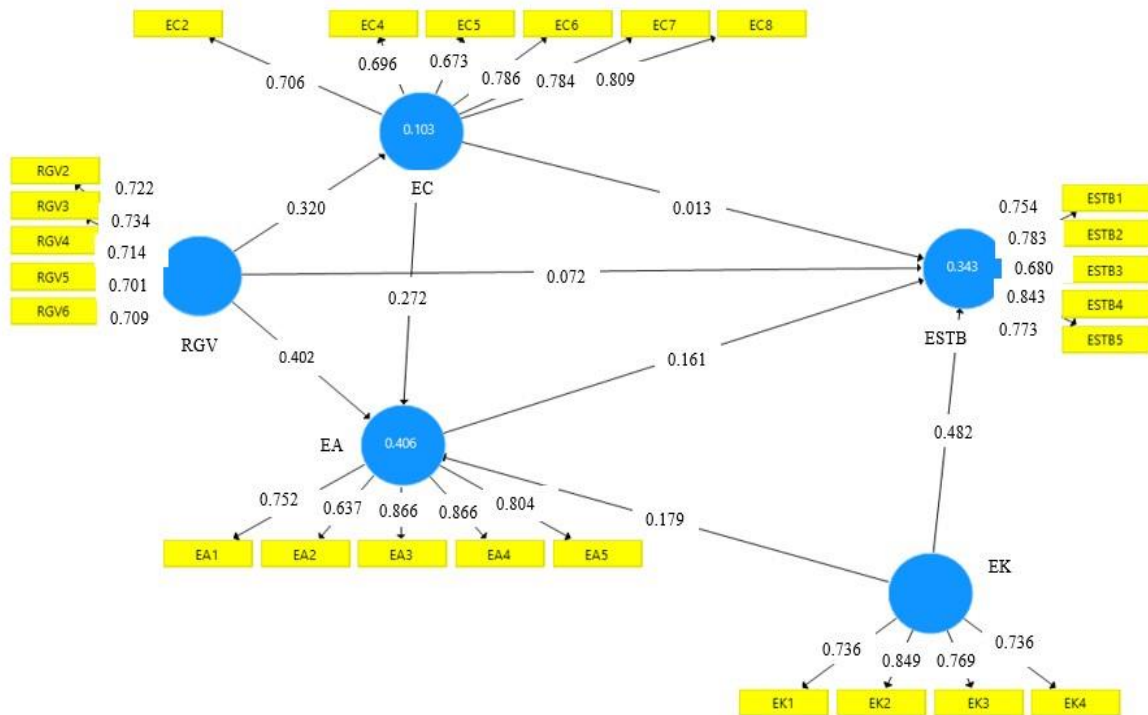 EC2
EC4
EC5
EC6
EC7
EC8
0.706
0.696
0.673
0.786
0.784
0.809
0.103
EC
RGV2
RGV3
RGV4
RGV5
RGV6
0.722
0.734
0.714
0.701
0.709
RGV
0.320
0.013
0.072
0.272
0.402
0.161
0.343
ESTB
0.754
0.783
0.680
0.843
0.773
ESTB1
ESTB2
ESTB3
ESTB4
ESTB5
EA
0.406
0.482
0.179
0.752
0.637
0.866
0.866
0.804
EA1
EA2
EA3
EA4
EA5
EK
0.736
0.849
0.769
0.736
EK1
EK2
EK3
EK4